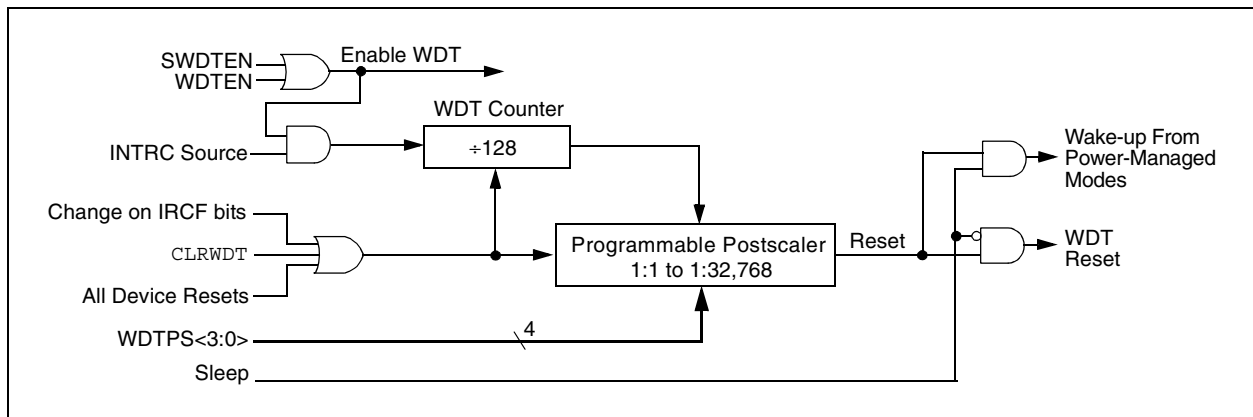 SWDTEN
WDTEN
Enable WDT
WDT Counter
INTRC Source
÷128
Wake-up From
Power-Managed
Modes
Change on IRCF bits
CLRWDT
All Device Resets
Programmable Postscaler
1:1 to 1:32,768
Reset
WDT
Reset
4
WDTPS<3:0>
Sleep